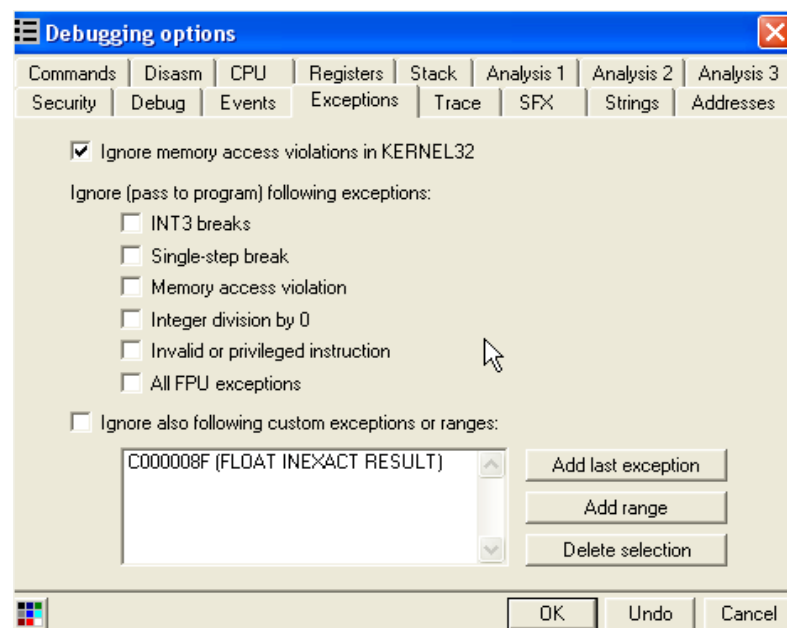 Debugging options
Commands Disasm CPU Registers Stack Analysis 1 Analysis 2 Analysis 3
Security Debug Events Exceptions Trace SFX Strings Addresses
Ignore memory access violations in KERNEL32
Ignore (pass to program) following exceptions:
INT3 breaks
Single-step break
Memory access violation
Integer division by 0
Invalid or privileged instruction
All FPU exceptions
Ignore also following custom exceptions or ranges:
C000008F (FLOAT INEXACT RESULT)
Add last exception
Add range
Delete selection
OK Undo Cancel